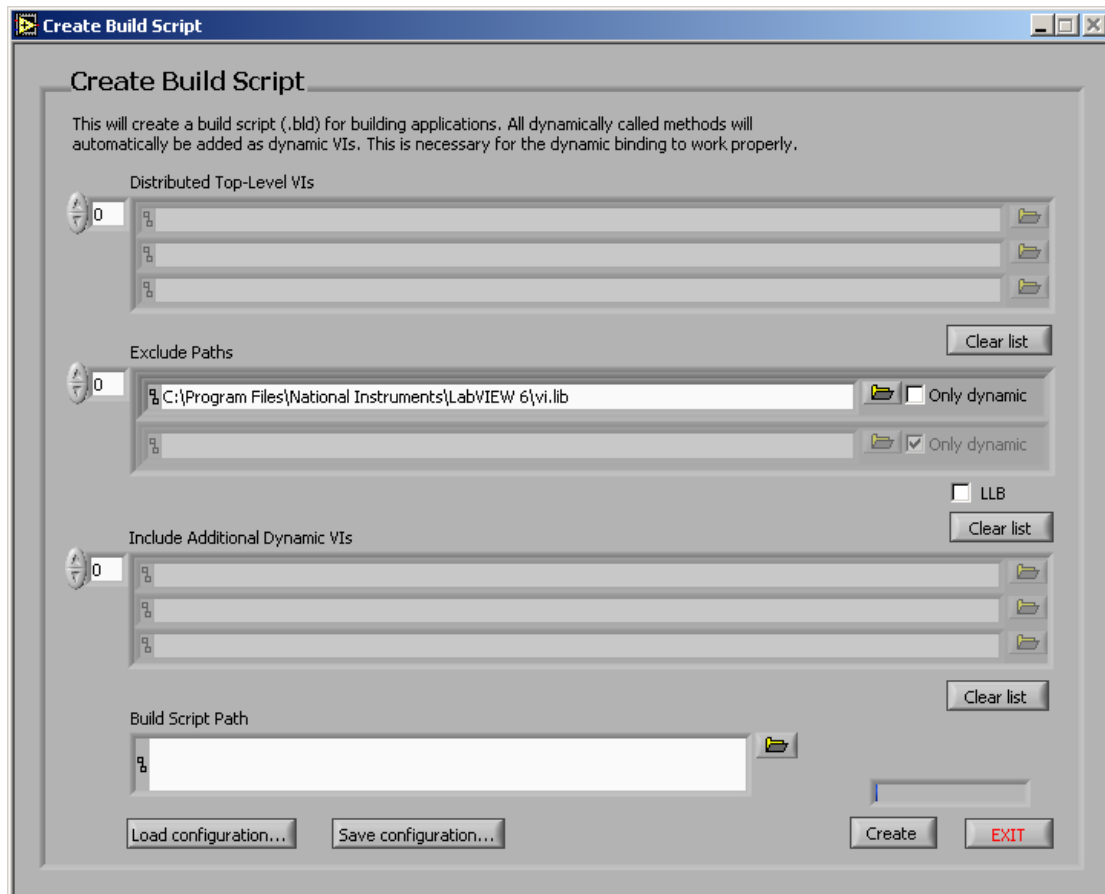 Create Build Script
Create Build Script
This will create a build script (.bld) for building applications. All dynamically called methods will
automatically be added as dynamic VIs. This is necessary for the dynamic binding to work properly.
Distributed Top-Level VIs
0
Clear list
Exclude Paths
0
C:\Program Files\National Instruments\LabVIEW 6\vi.lib
Only dynamic
Only dynamic
LLB
Clear list
Include Additional Dynamic VIs
0
Clear list
Build Script Path
Load configuration...
Save configuration...
Create
EXIT